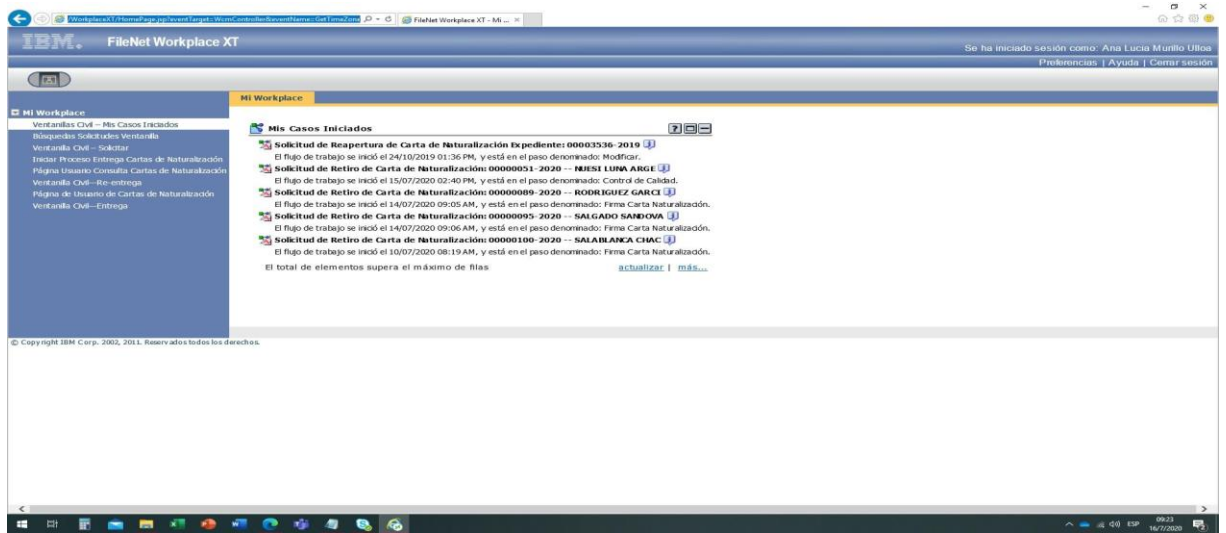 /WorkplaceXT/HomePage.jsp?eventTarget=WcmController&eventName=GetTimeZone
FileNet Workplace XT - Mi ...
IBM. FileNet Workplace XT
Se ha iniciado sesión como: Ana Lucia Murillo Ulloa
Preferencias | Ayuda | Cerrar sesión
Mi Workplace
Mi Workplace
Ventanillas Civil – Mis Casos Iniciados
Búsquedas Solicitudes Ventanilla
Ventanilla Civil – Solicitar
Iniciar Proceso Entrega Cartas de Naturalización
Página Usuario Consulta Cartas de Naturalización
Ventanilla Civil--Re-entrega
Página de Usuario de Cartas de Naturalización
Ventanilla Civil--Entrega
Mis Casos Iniciados
Solicitud de Reapertura de Carta de Naturalización Expediente: 00003536-2019
El flujo de trabajo se inició el 24/10/2019 01:36 PM, y está en el paso denominado: Modificar.
Solicitud de Retiro de Carta de Naturalización: 00000051-2020 -- NUESI LUNA ARGE
El flujo de trabajo se inició el 15/07/2020 02:40 PM, y está en el paso denominado: Control de Calidad.
Solicitud de Retiro de Carta de Naturalización: 00000089-2020 -- RODRIGUEZ GARCI
El flujo de trabajo se inició el 14/07/2020 09:05 AM, y está en el paso denominado: Firma Carta Naturalización.
Solicitud de Retiro de Carta de Naturalización: 00000095-2020 -- SALGADO SANDOVA
El flujo de trabajo se inició el 14/07/2020 09:06 AM, y está en el paso denominado: Firma Carta Naturalización.
Solicitud de Retiro de Carta de Naturalización: 00000100-2020 -- SALABLANCA CHAC
El flujo de trabajo se inició el 10/07/2020 08:19 AM, y está en el paso denominado: Firma Carta Naturalización.
El total de elementos supera el máximo de filas actualizar | más...
© Copyright IBM Corp. 2002, 2011. Reservados todos los derechos.
ESP
09:23
16/7/2020